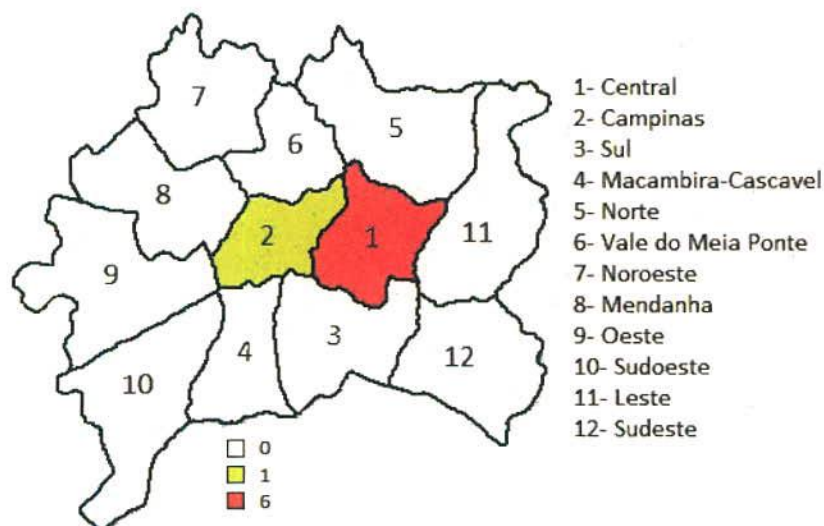 1- Central
2- Campinas
3- Sul
4- Macambira-Cascavel
5- Norte
6- Vale do Meia Ponte
7- Noroeste
8- Mendanha
9- Oeste
10- Sudoeste
11- Leste
12- Sudeste
7
5
6
8
2
1
11
9
3
4
12
10
0
1
6